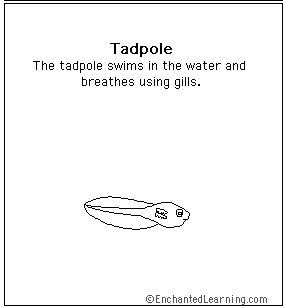 Tadpole
The tadpole swims in the water and
breathes using gills.
©EnchantedLearning.com